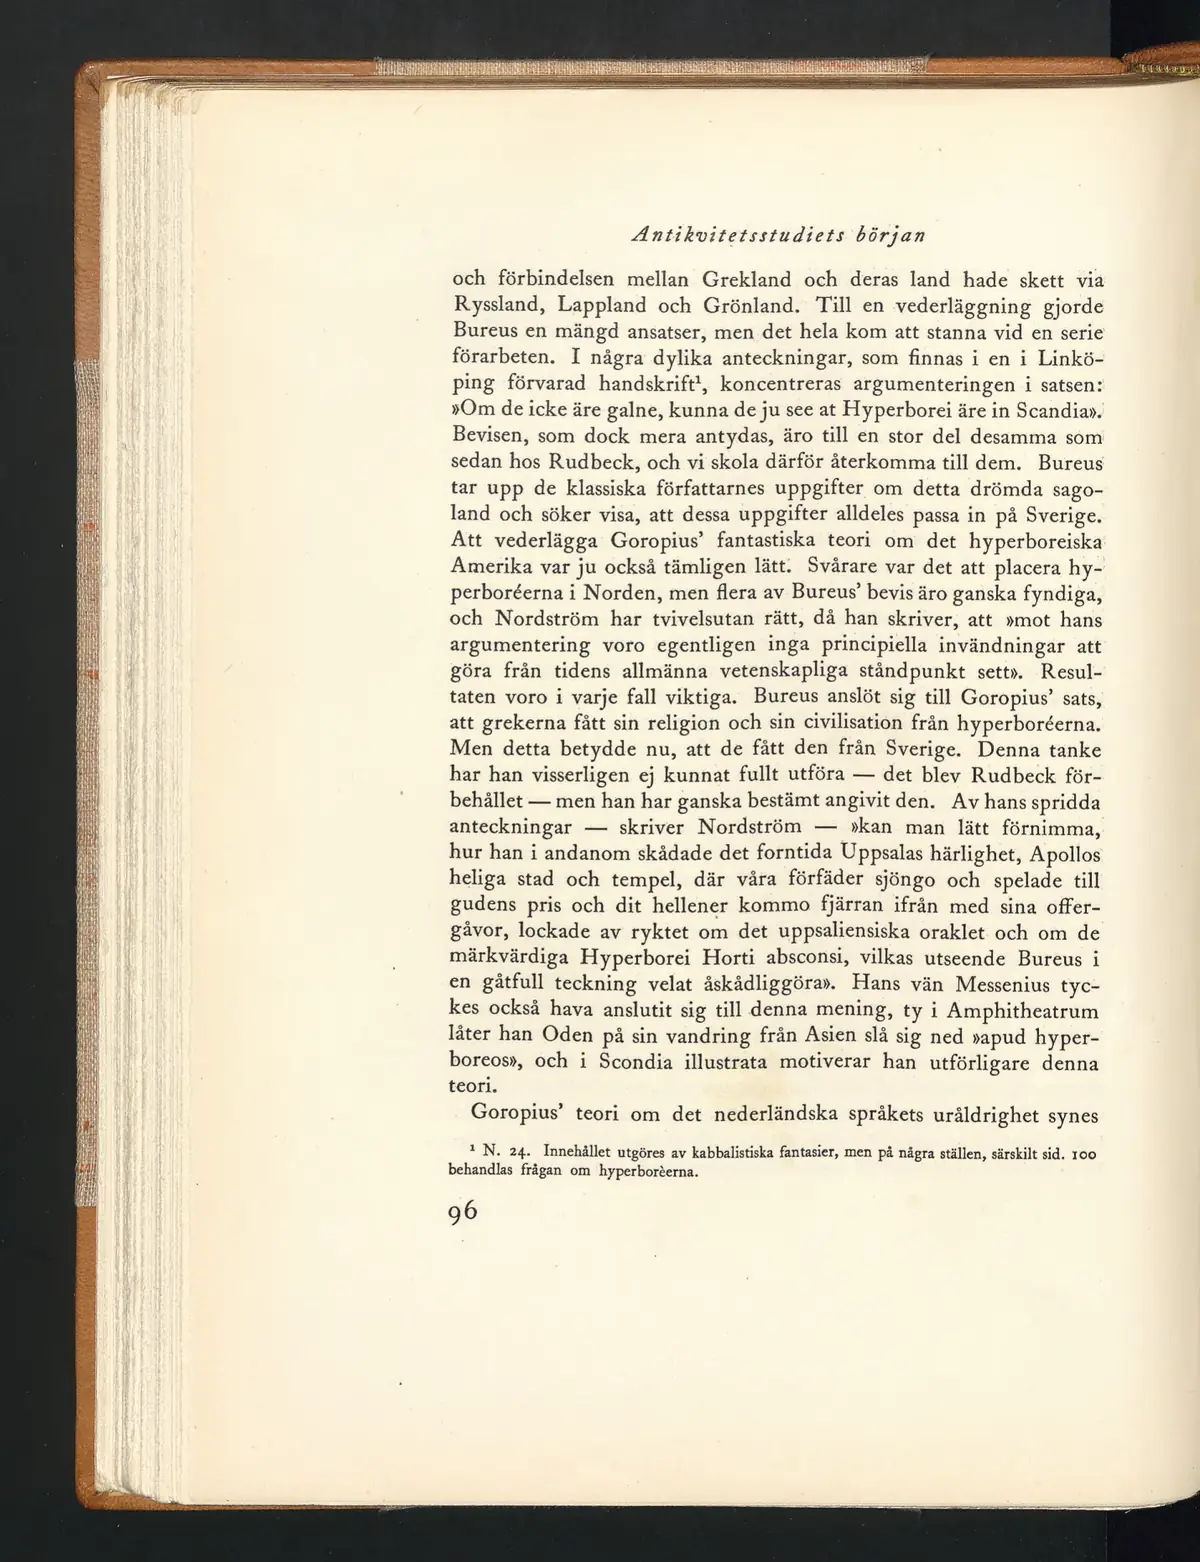 Antikvitetsstudiets början
och förbindelsen mellan Grekland och deras land hade skett via
Ryssland, Lappland och Grönland. Till en vederläggning gjorde
Bureus en mängd ansatser, men det hela kom att stanna vid en serie
förarbeten. I några dylika anteckningar, som finnas i en i Linkö-
ping förvarad handskrift¹, koncentreras argumenteringen i satsen:
»Om de icke äre galne, kunna de ju see at Hyperborei äre in Scandia».
Bevisen, som dock mera antydas, äro till en stor del desamma som
sedan hos Rudbeck, och vi skola därför återkomma till dem. Bureus
tar upp de klassiska författarnes uppgifter om detta drömda sago-
land och söker visa, att dessa uppgifter alldeles passa in på Sverige.
Att vederlägga Goropius’ fantastiska teori om det hyperboreiska
Amerika var ju också tämligen lätt. Svårare var det att placera hy-
perboréerna i Norden, men flera av Bureus’ bevis äro ganska fyndiga,
och Nordström har tvivelsutan rätt, då han skriver, att »mot hans
argumentering voro egentligen inga principiella invändningar att
göra från tidens allmänna vetenskapliga ståndpunkt sett». Resul-
taten voro i varje fall viktiga. Bureus anslöt sig till Goropius’ sats,
att grekerna fått sin religion och sin civilisation från hyperboréerna.
Men detta betydde nu, att de fått den från Sverige. Denna tanke
har han visserligen ej kunnat fullt utföra — det blev Rudbeck för-
behållet — men han har ganska bestämt angivit den. Av hans spridda
anteckningar — skriver Nordström — »kan man lätt förnimma,
hur han i andanom skådade det forntida Uppsalas härlighet, Apollos
heliga stad och tempel, där våra förfäder sjöngo och spelade till
gudens pris och dit hellener kommo fjärran ifrån med sina offer-
gåvor, lockade av ryktet om det uppsaliensiska oraklet och om de
märkvärdiga Hyperborei Horti absconsi, vilkas utseende Bureus i
en gåtfull teckning velat åskådliggöra». Hans vän Messenius tyc-
kes också hava anslutit sig till denna mening, ty i Amphitheatrum
låter han Oden på sin vandring från Asien slå sig ned »apud hyper-
boreos», och i Scondia illustrata motiverar han utförligare denna
teori.
Goropius’ teori om det nederländska språkets uråldrighet synes
¹ N. 24. Innehållet utgöres av kabbalistiska fantasier, men på några ställen, särskilt sid. 100
behandlas frågan om hyperborèerna.
96